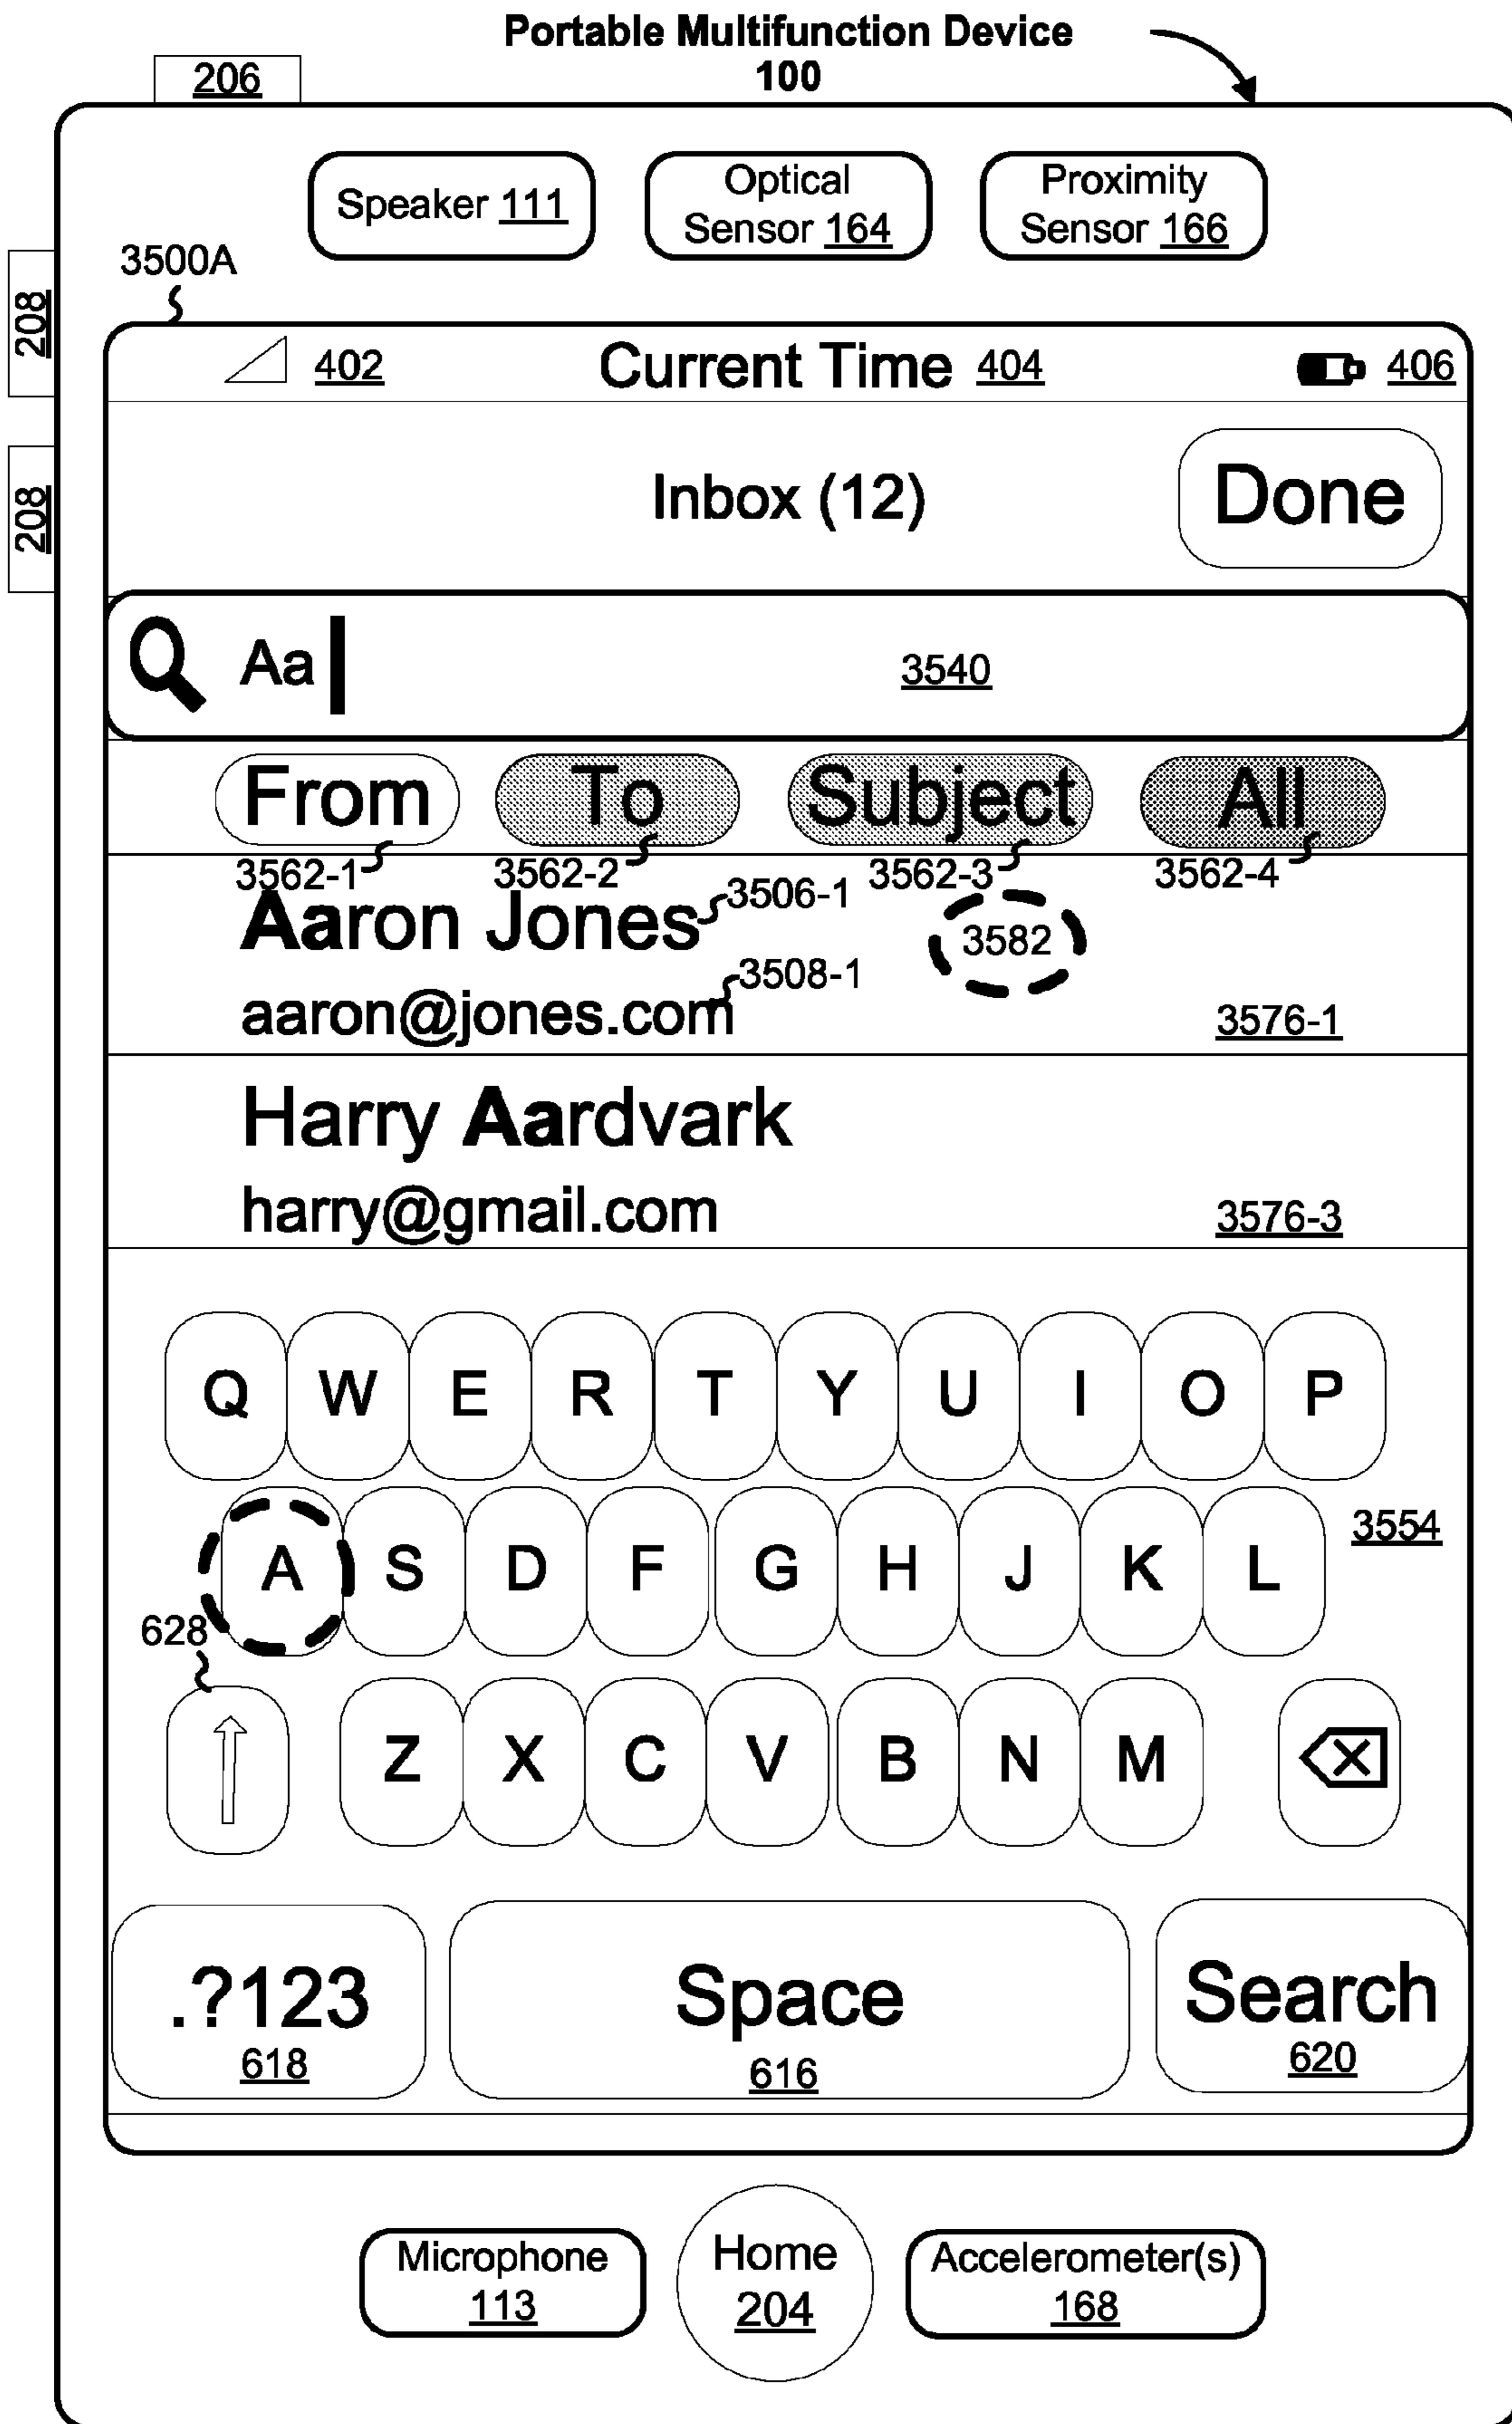 Portable Multifunction Device
100
206
Speaker 111
Optical
Sensor 164
Proximity
Sensor 166
3500A
208
208
402
Current Time 404
406
Inbox (12)
Done
Aa
3540
From
To
Subject
All
3562-1
3562-2
3562-3
3562-4
Aaron Jones
3506-1
3582
3508-1
aaron@jones.com
3576-1
Harry Aardvark
harry@gmail.com
3576-3
Q W E R T Y U I O P
A S D F G H J K L
3554
628
Z X C V B N M
.?123
618
Space
616
Search
620
Microphone
113
Home
204
Accelerometer(s)
168